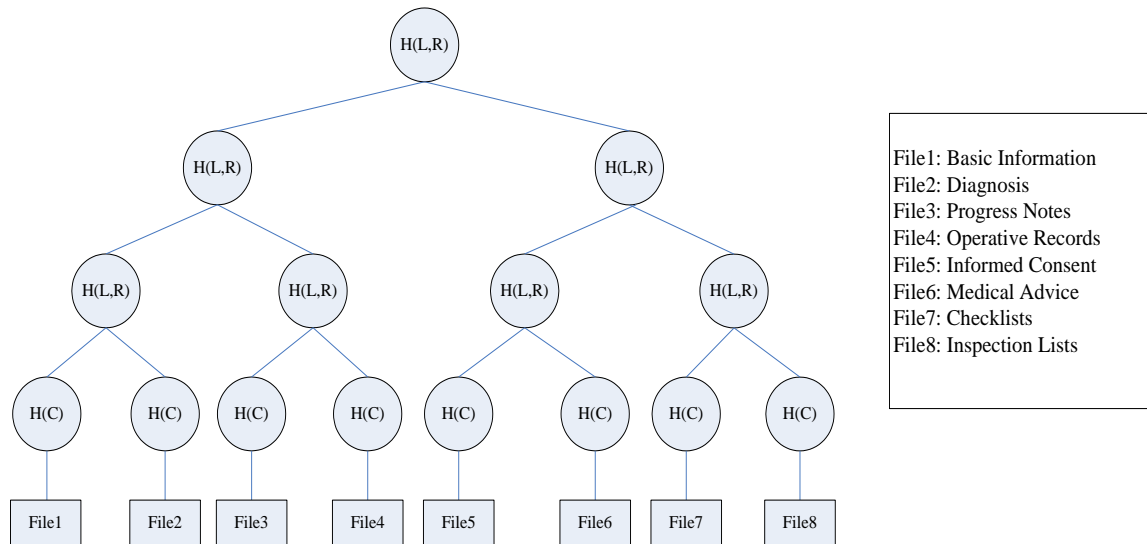 H(L,R)
H(L,R)
H(L,R)
H(L,R)
H(L,R)
H(L,R)
H(L,R)
H(C)
H(C)
H(C)
H(C)
H(C)
H(C)
H(C)
H(C)
File1
File2
File3
File4
File5
File6
File7
File8
File1: Basic Information
File2: Diagnosis
File3: Progress Notes
File4: Operative Records
File5: Informed Consent
File6: Medical Advice
File7: Checklists
File8: Inspection Lists